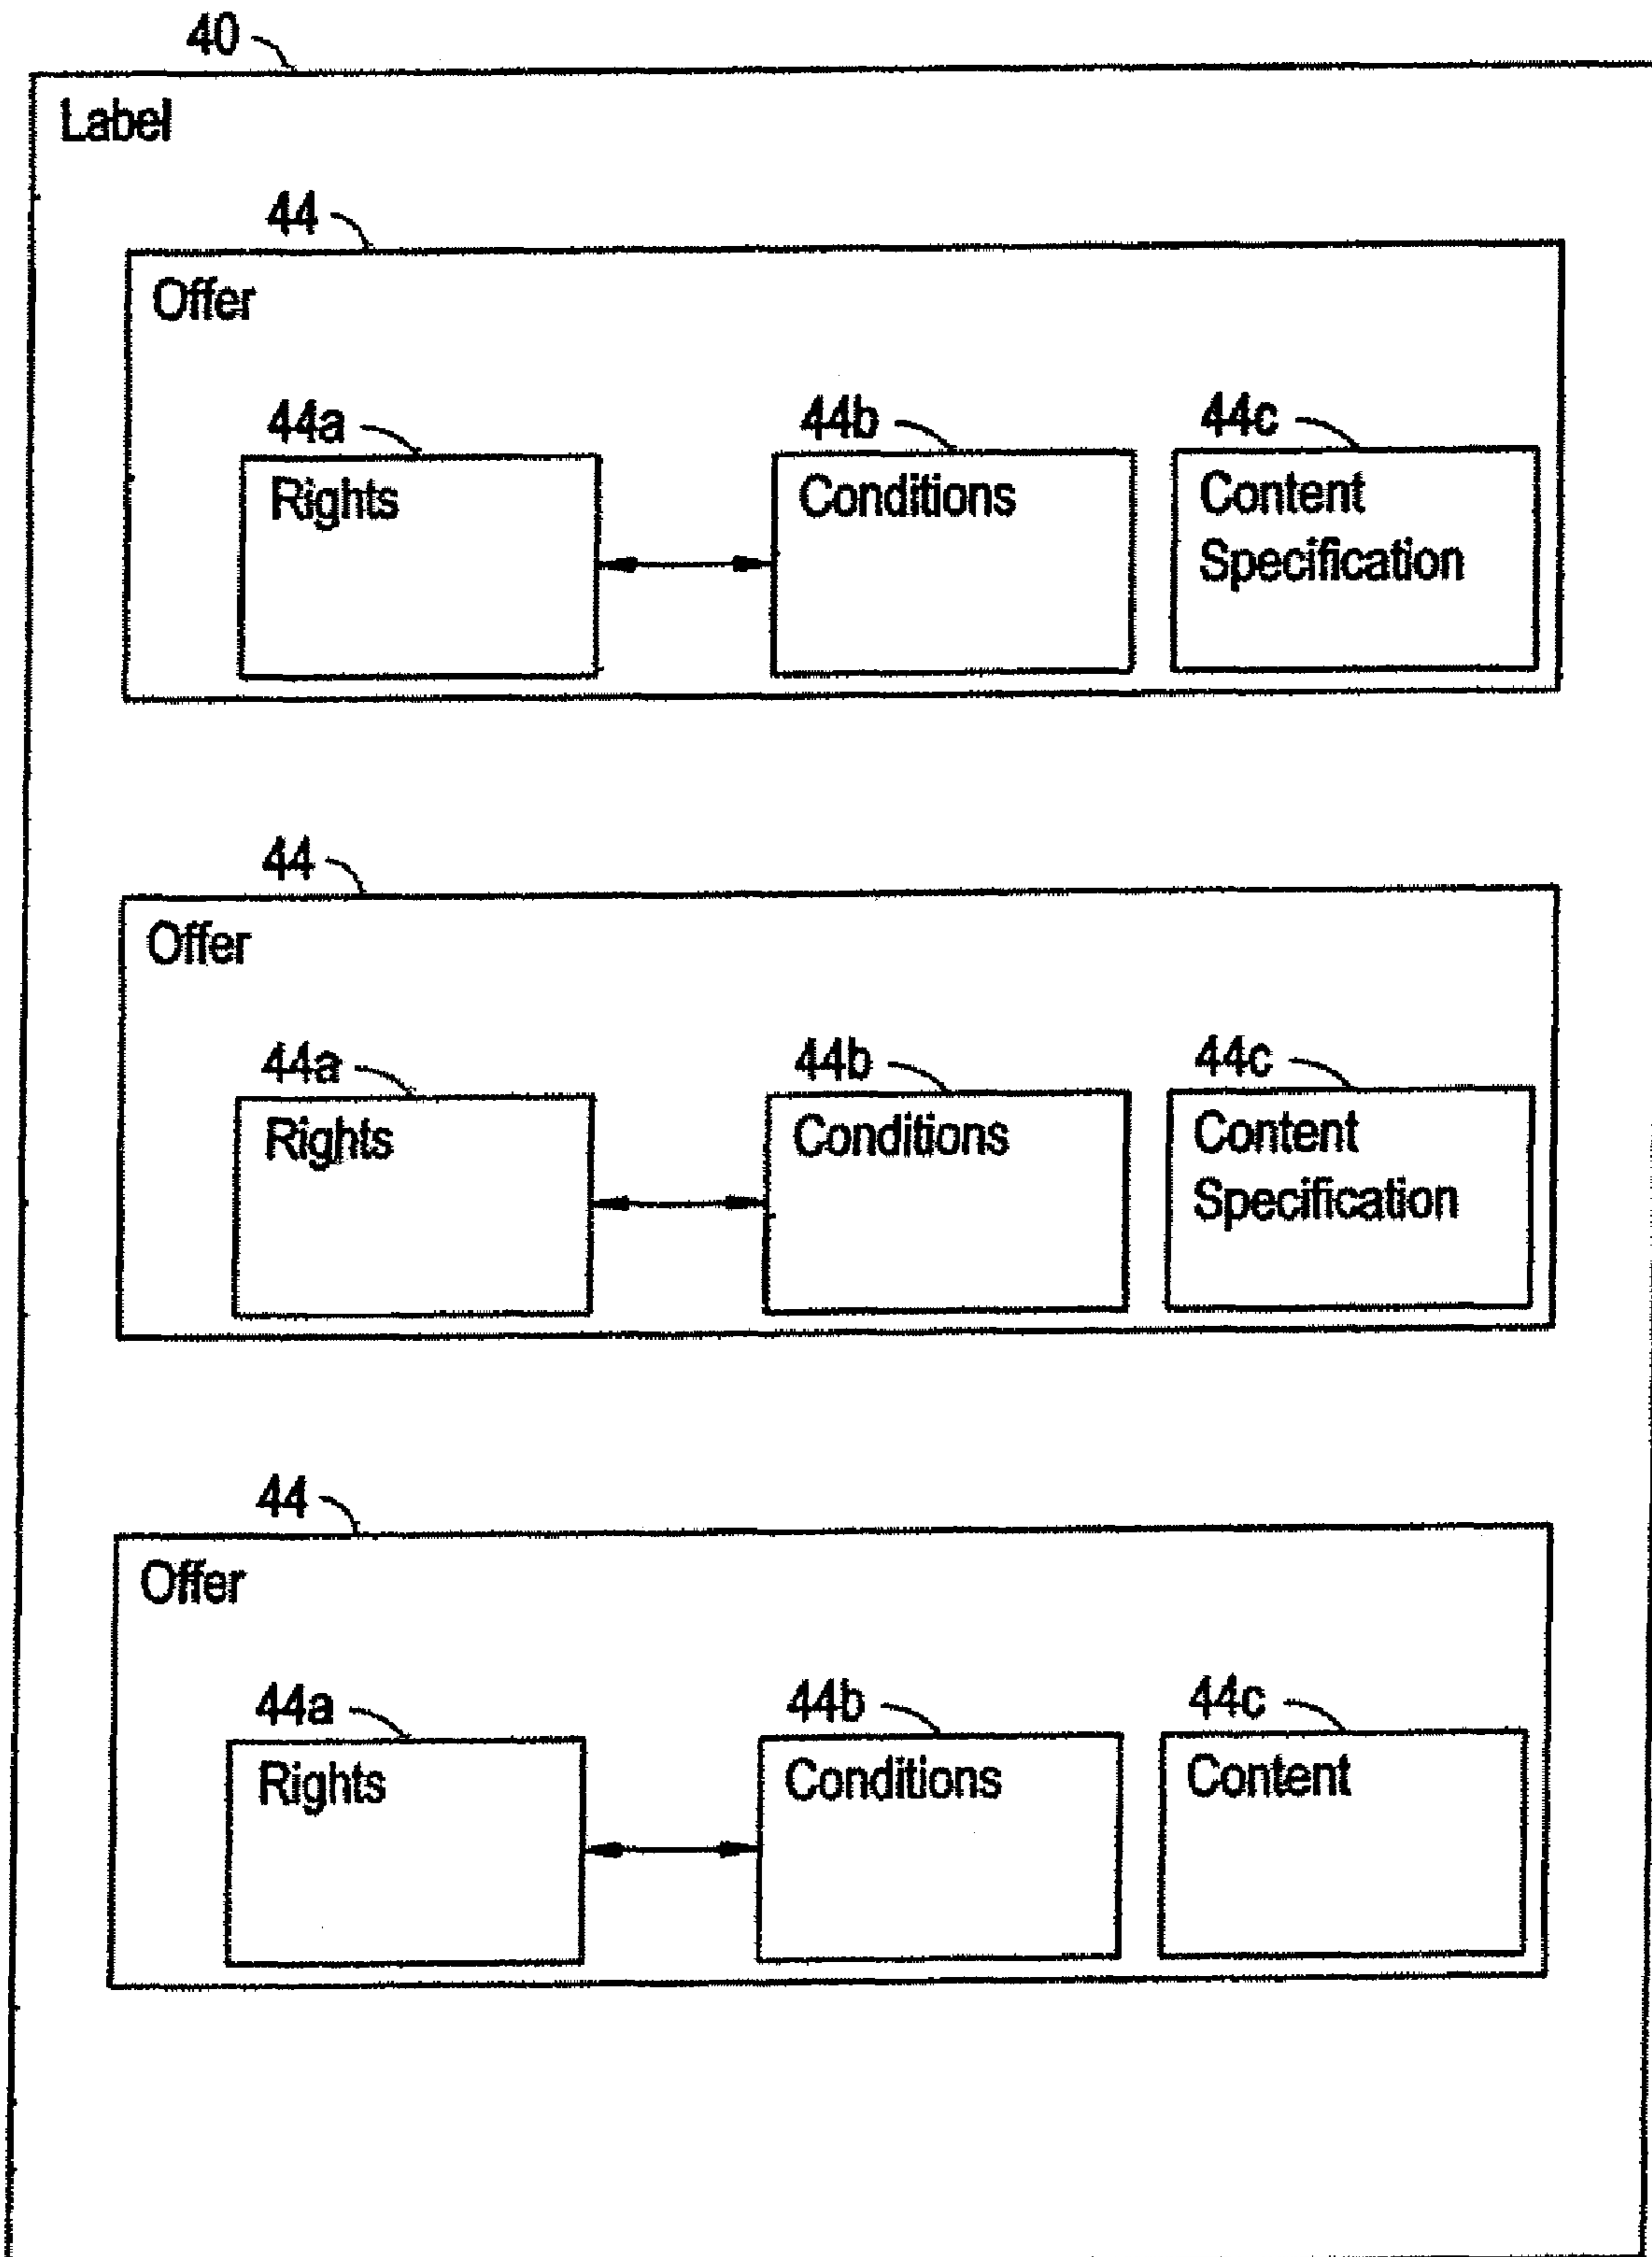 40
Label
44
Offer
44a 44b 44c
Rights Conditions Content
Specification
44
Offer
44a 44b 44c
Rights Conditions Content
Specification
44
Offer
44a 44b 44c
Rights Conditions Content